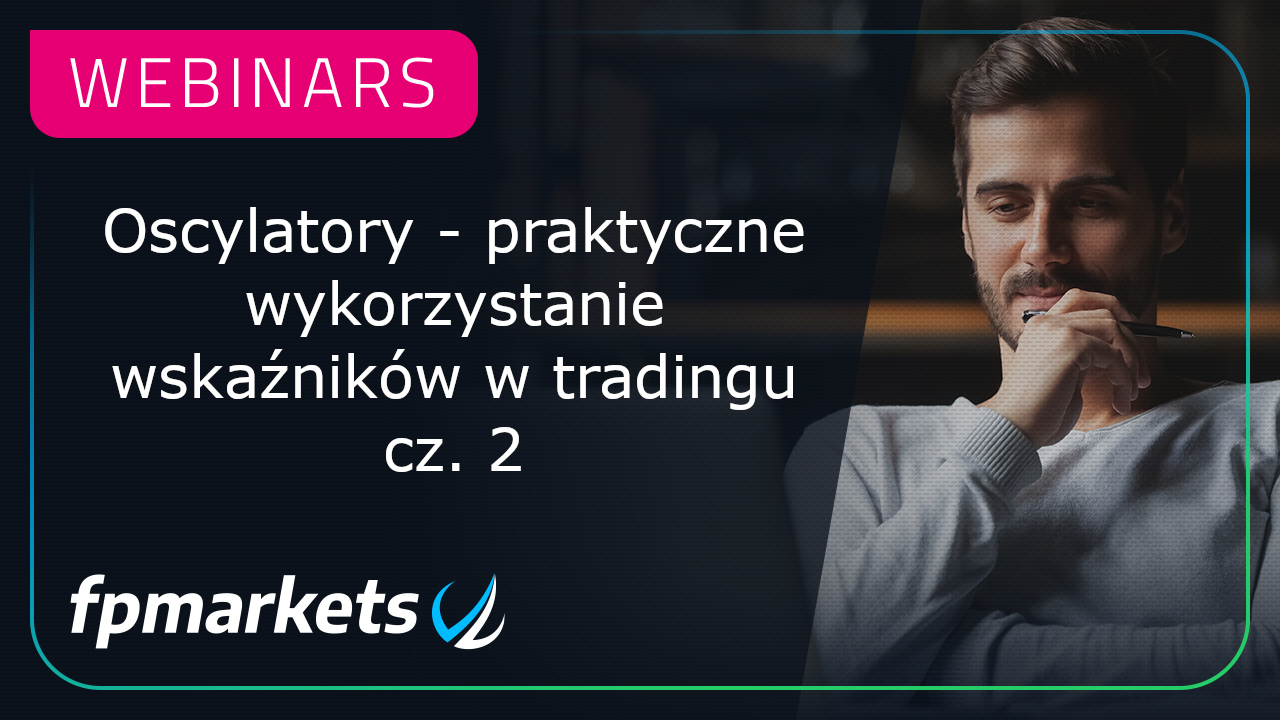 WEBINARS
Oscylatory - praktyczne
wykorzystanie
wskaźników w tradingu
cz. 2
fpmarkets